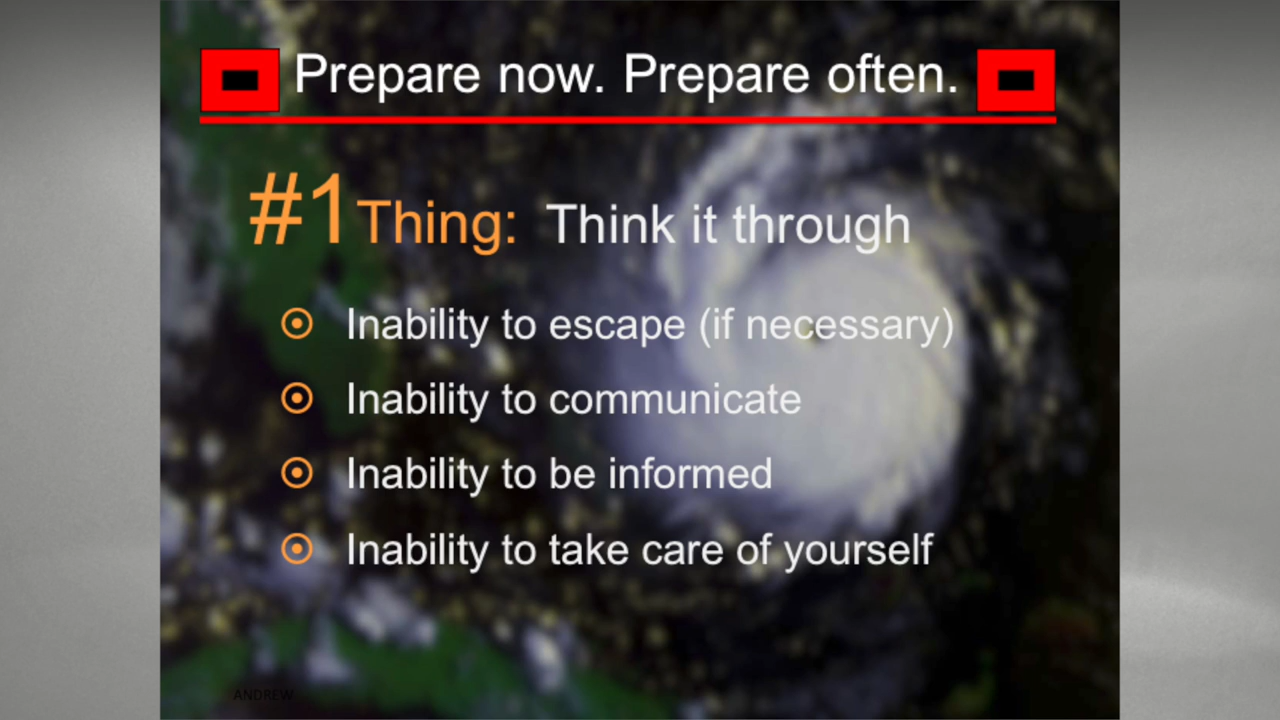 Prepare now. Prepare often.
#1 Thing: Think it through
Inability to escape (if necessary)
Inability to communicate
Inability to be informed
Inability to take care of yourself
ANDREW